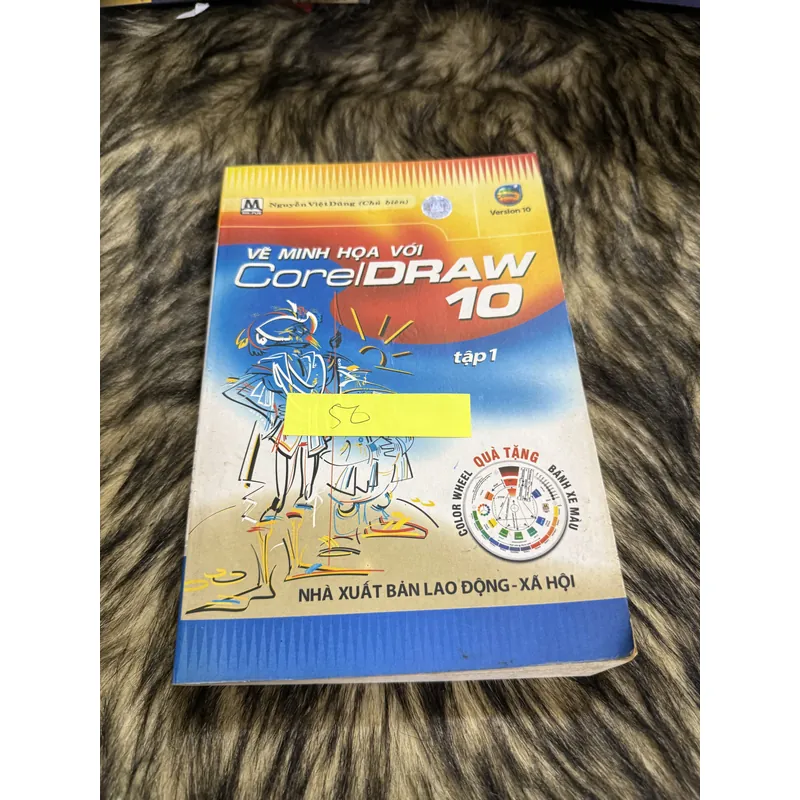 M
Nguyễn Việt Dũng (Chủ biên)
Version 10
VẼ MINH HỌA VỚI
CorelDRAW
10
tập 1
56
QUÀ TẶNG
COLOR WHEEL
BÁNH XE MÀU
NHÀ XUẤT BẢN LAO ĐỘNG - XÃ HỘI